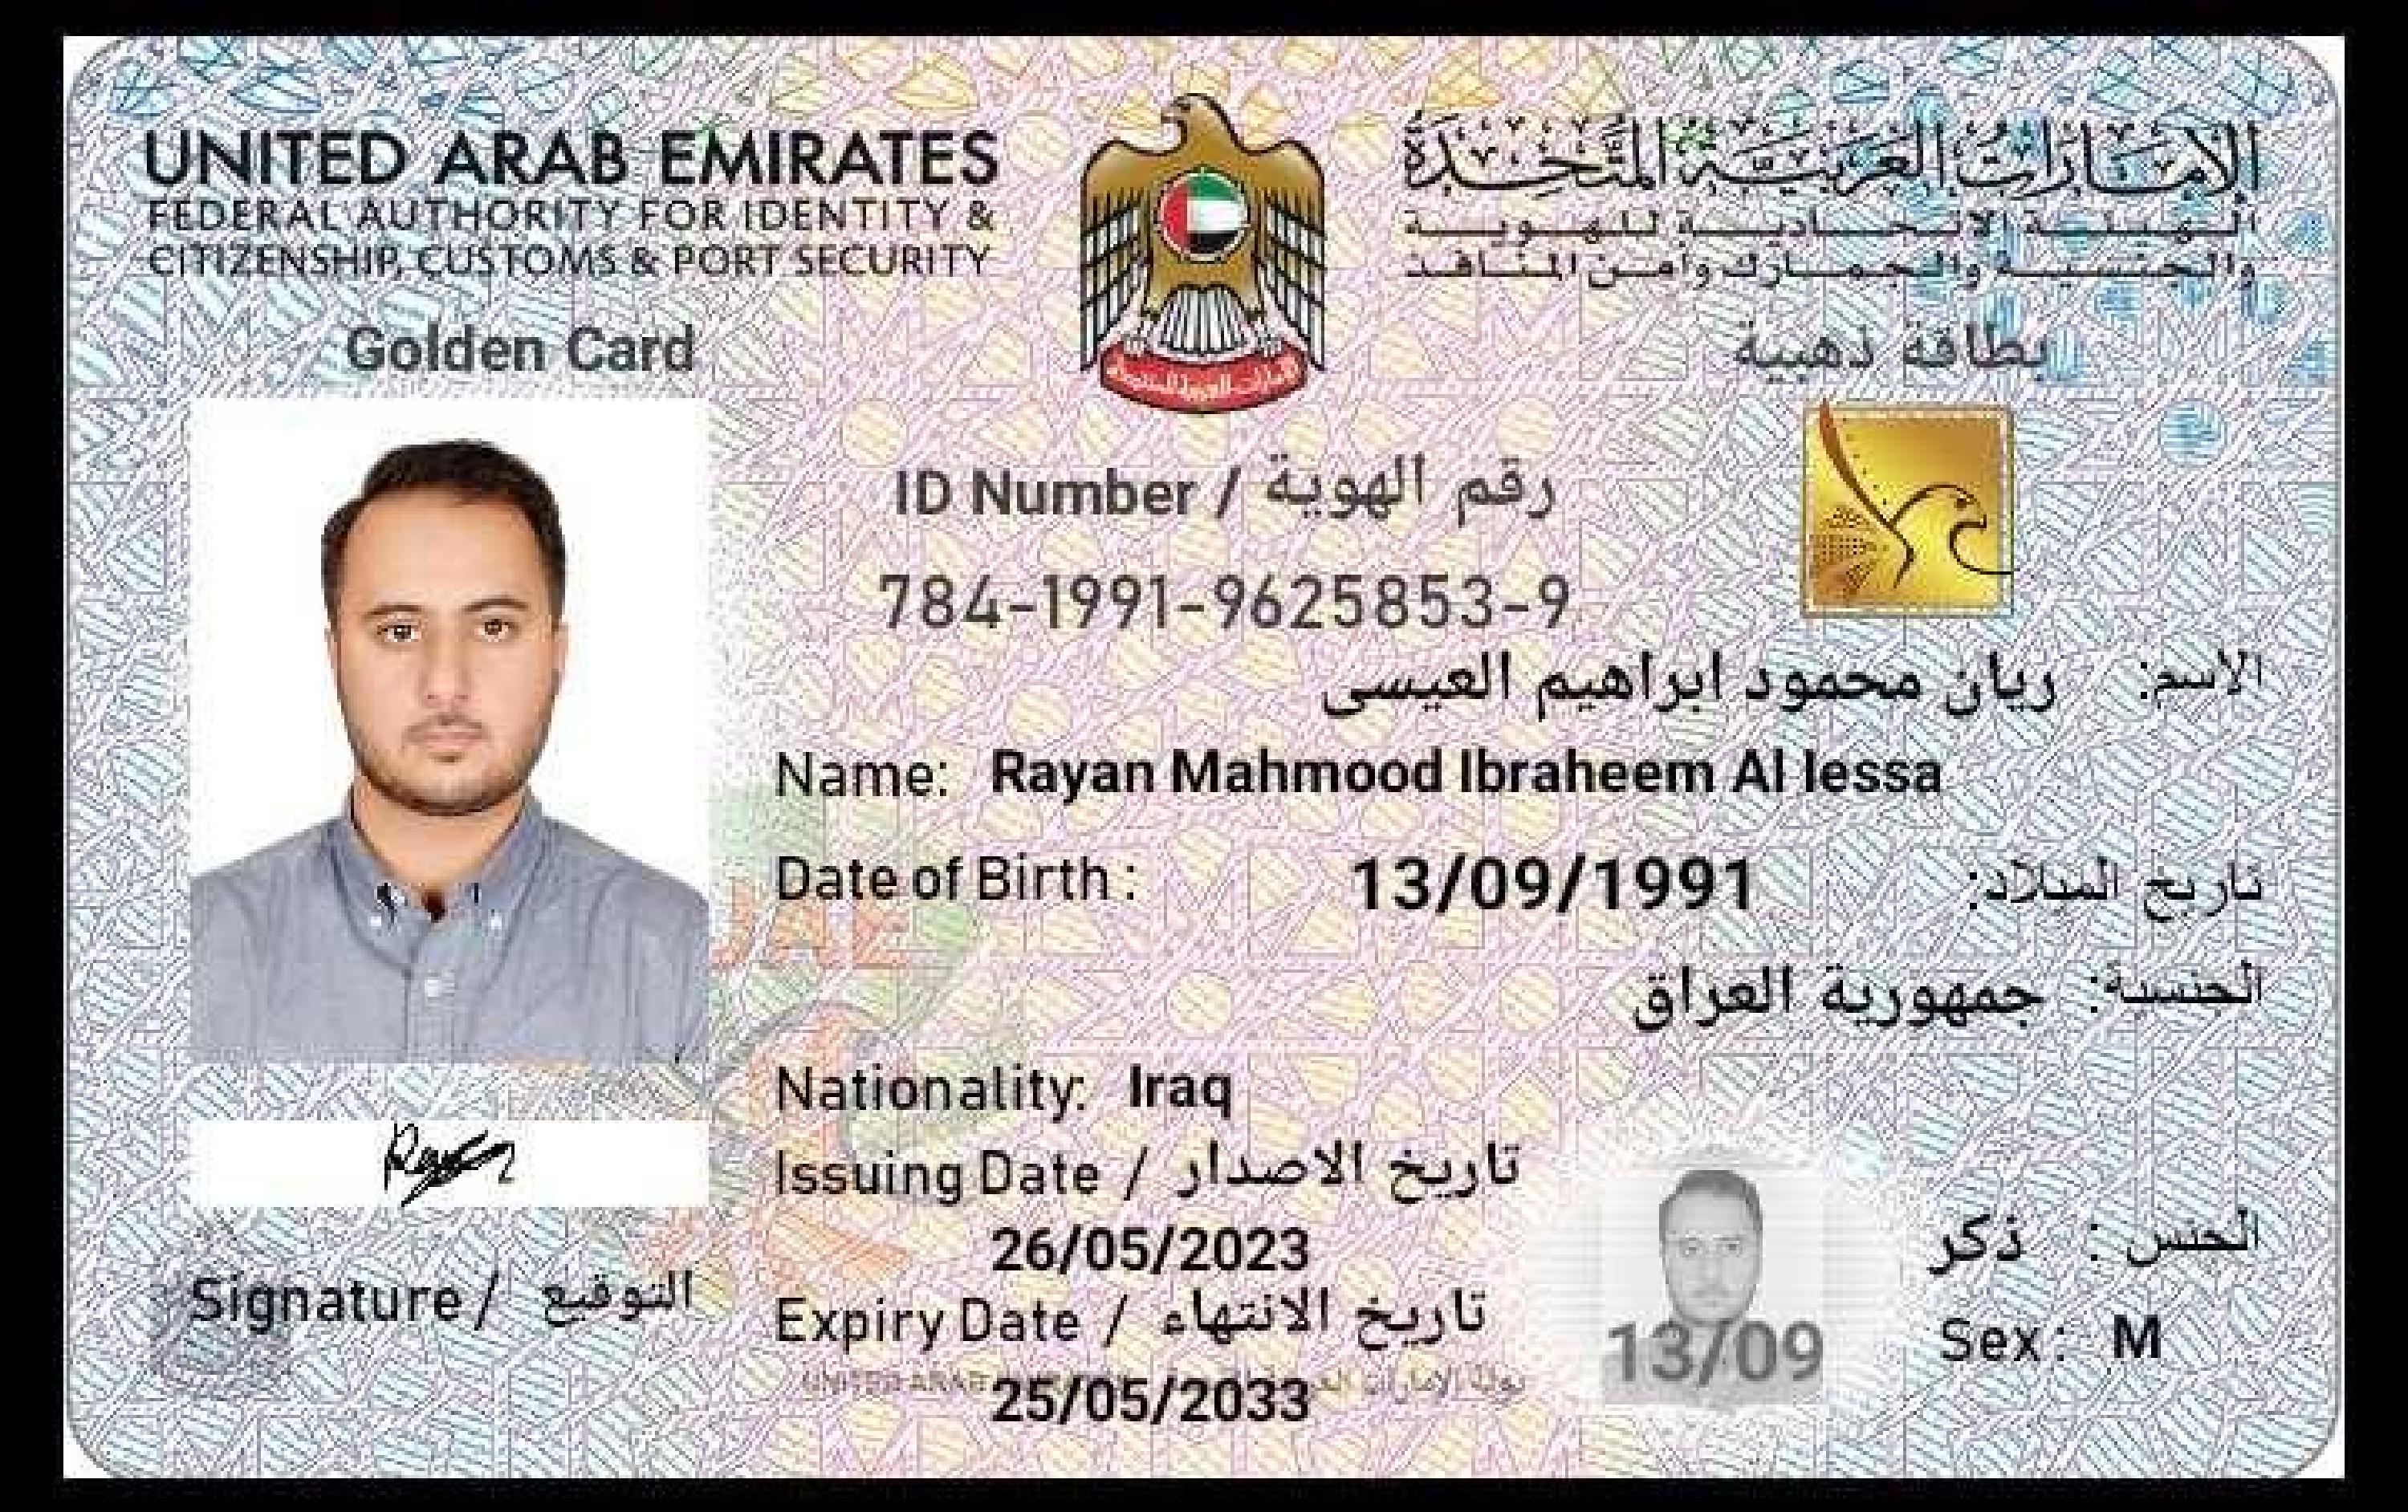 UNITED ARAB EMIRATES
FEDERAL AUTHORITY FOR IDENTITY &
CITIZENSHIP, CUSTOMS & PORT SECURITY
الإمارات العربية المتحدة
الهيئة الاتحادية للهوية
والجنسية والجمارك وأمن المنافذ
Golden Card
بطاقة ذهبية
ID Number / رقم الهوية
784-1991-9625853-9
الاسم: ريان محمود ابراهيم العيسى
Name: Rayan Mahmood Ibraheem Al Iessa
Date of Birth : 13/09/1991 تاريخ الميلاد:
الجنسية: جمهورية العراق
UAE
Nationality: Iraq
Issuing Date / تاريخ الاصدار
26/05/2023
الجنس : ذكر
Signature / التوقيع
Expiry Date / تاريخ الانتهاء
13/09
Sex: M
UNITED ARAB
25/05/2033